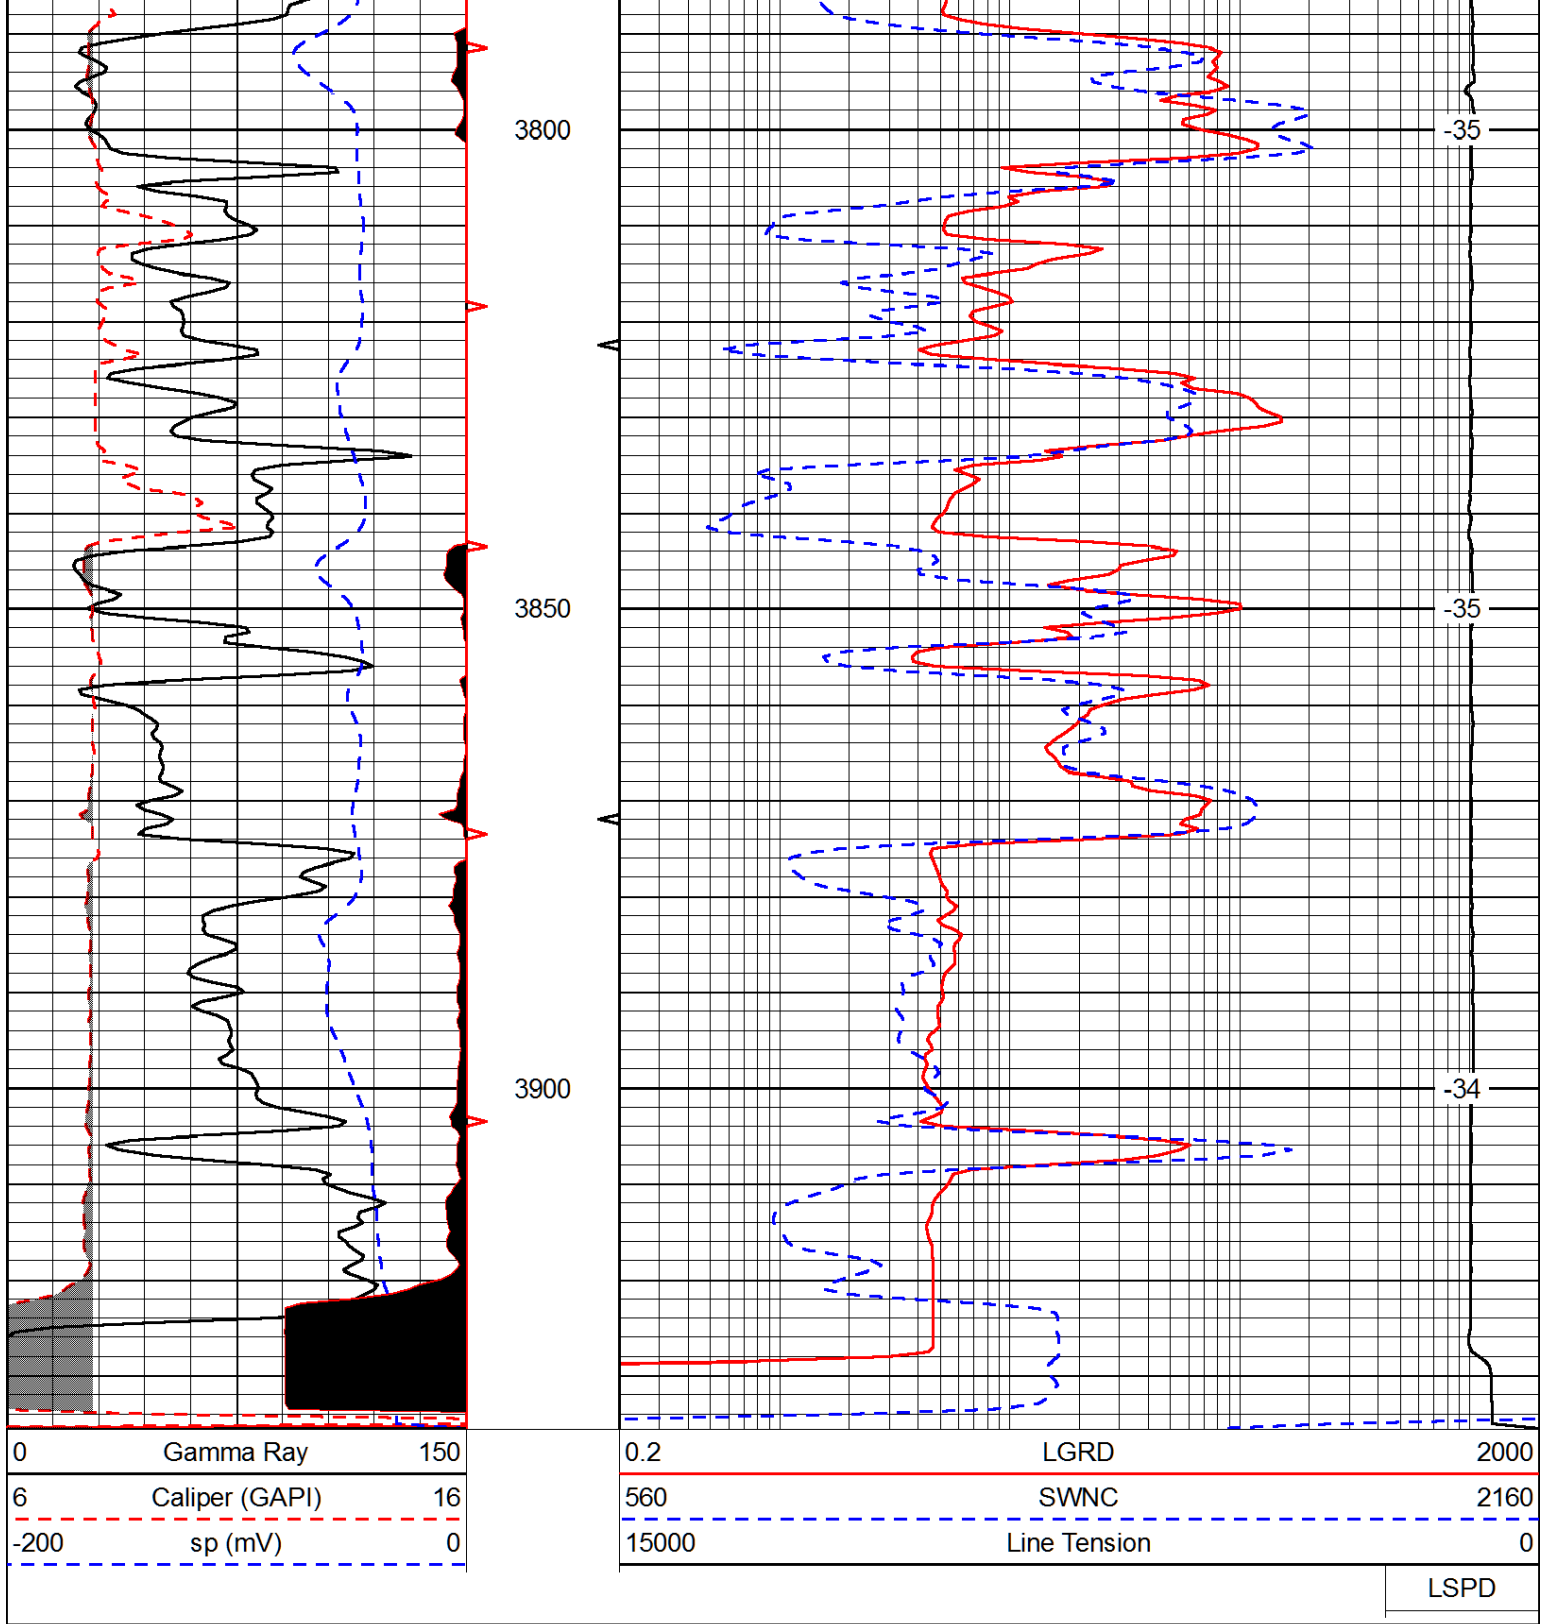 3800 -35
3850 -35
3900 -34
0 Gamma Ray 150 0.2 LGRD 2000
6 Caliper (GAPI) 16 560 SWNC 2160
-200 sp (mV) 0 15000 Line Tension 0
LSPD